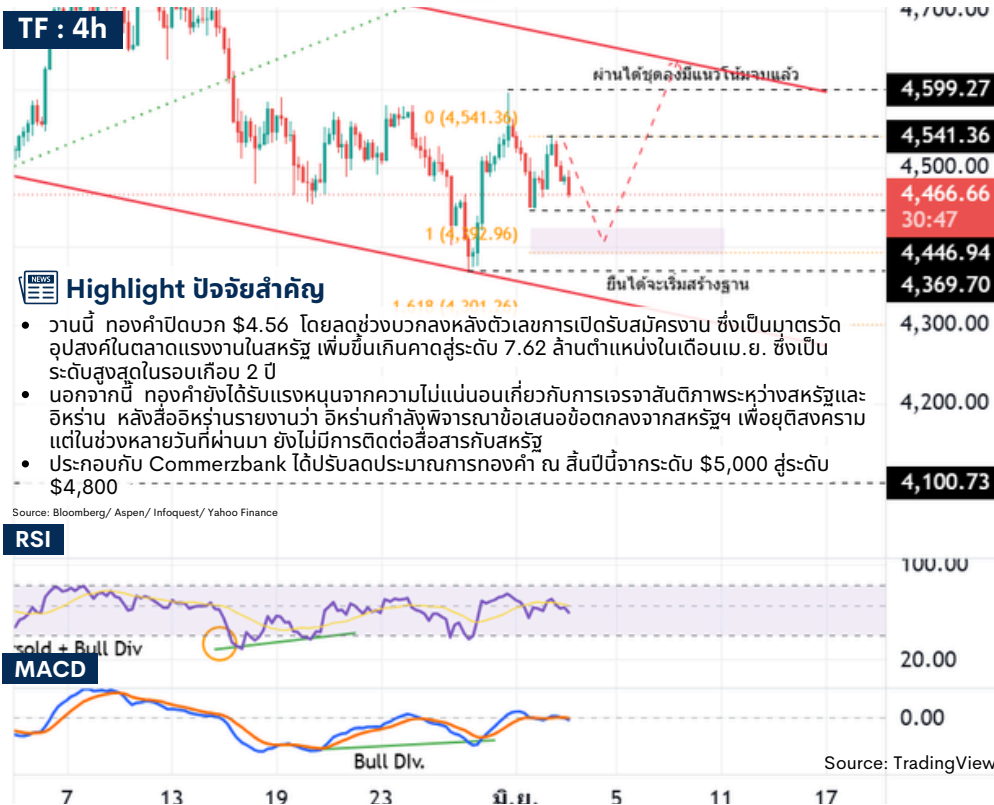 TF : 4h
4,700.00
ผ่านได้ชุดลงมีแนวโน้มจบแล้ว
4,599.27
0 (4,541.36)
4,541.36
4,500.00
4,466.66
30:47
1 (4,392.96)
4,446.94
ยืนได้จะเริ่มสร้างฐาน
4,369.70
NEWS
Highlight ปัจจัยสำคัญ
1.618 (4,301.26)
4,300.00
• วานนี้ ทองคำปิดบวก $4.56 โดยลดช่วงบวกลงหลังตัวเลขการเปิดรับสมัครงาน ซึ่งเป็นมาตรวัด
อุปสงค์ในตลาดแรงงานในสหรัฐ เพิ่มขึ้นเกินคาดสู่ระดับ 7.62 ล้านตำแหน่งในเดือนเม.ย. ซึ่งเป็น
ระดับสูงสุดในรอบเกือบ 2 ปี
• นอกจากนี้ ทองคำยังได้รับแรงหนุนจากความไม่แน่นอนเกี่ยวกับการเจรจาสันติภาพระหว่างสหรัฐและ
อิหร่าน หลังสื่ออิหร่านรายงานว่า อิหร่านกำลังพิจารณาข้อเสนอข้อตกลงจากสหรัฐฯ เพื่อยุติสงคราม
แต่ในช่วงหลายวันที่ผ่านมา ยังไม่มีการติดต่อสื่อสารกับสหรัฐ
• ประกอบกับ Commerzbank ได้ปรับลดประมาณการทองคำ ณ สิ้นปีนี้จากระดับ $5,000 สู่ระดับ
$4,800
4,200.00
4,100.73
Source: Bloomberg/ Aspen/ Infoquest/ Yahoo Finance
RSI
100.00
rsold + Bull Div
20.00
MACD
0.00
Bull DIv.
Source: TradingView
7 13 19 23 มิ.ย. 5 11 17